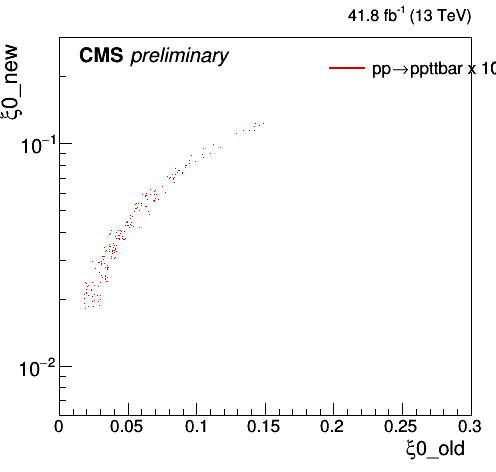 41.8 fb⁻¹ (13 TeV)
ξ0_new
CMS preliminary
pp→ppttbar x 10
10⁻¹
10⁻²
0 0.05 0.1 0.15 0.2 0.25 0.3
ξ0_old